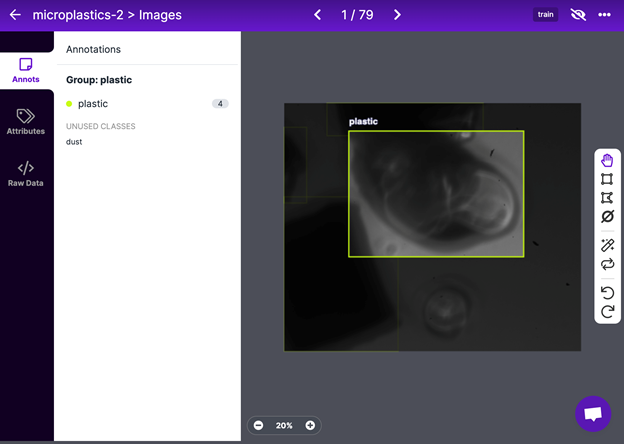 microplastics-2 > Images
1 / 79
train
Annots
Attributes
</>
Raw Data
Annotations
Group: plastic
plastic 4
UNUSED CLASSES
dust
plastic
20%